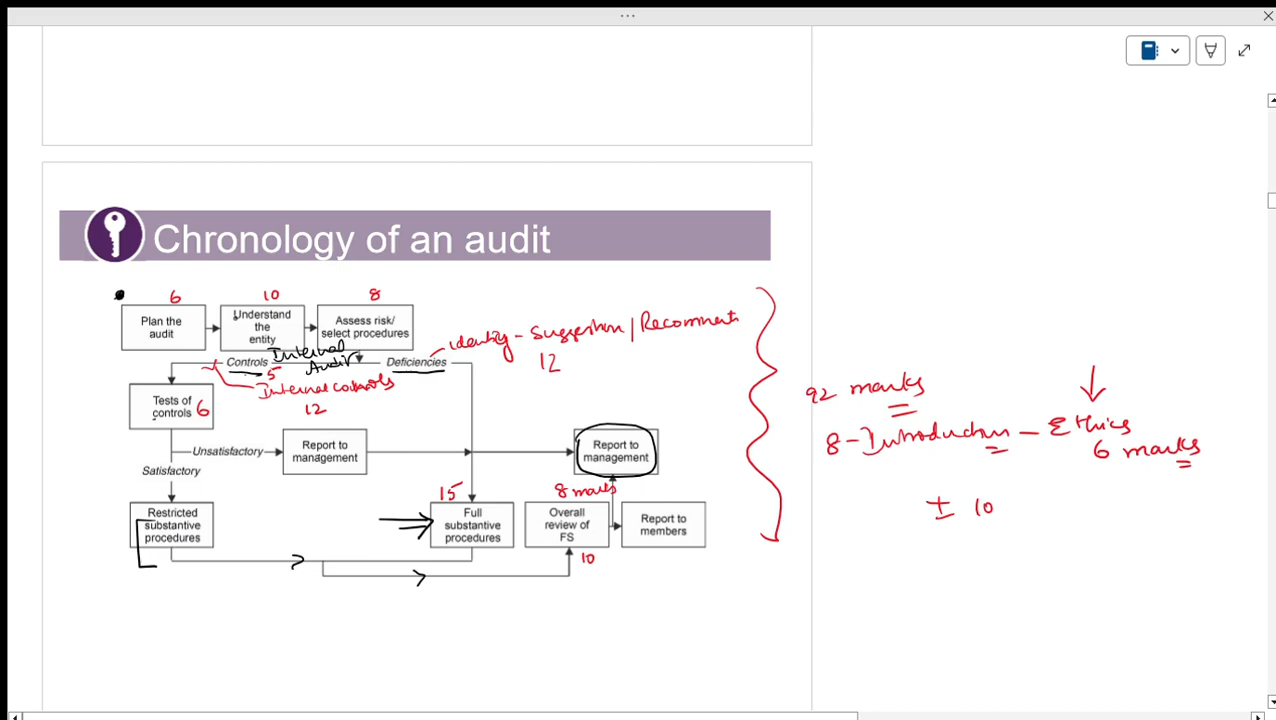 Chronology of an audit
6
10
8
Plan the
audit
Understand
the
entity
Assess risk/
select procedures
Identity - Suggestion / Recomment
12
Controls
Internal
Audit
Deficiencies
5
Internal controls
12
Tests of
controls
6
Unsatisfactory
Report to
management
Report to
management
Satisfactory
15
8 marks
Restricted
substantive
procedures
Full
substantive
procedures
Overall
review of
FS
Report to
members
10
92 marks
8 - Introduction - Ethics
6 marks
± 10